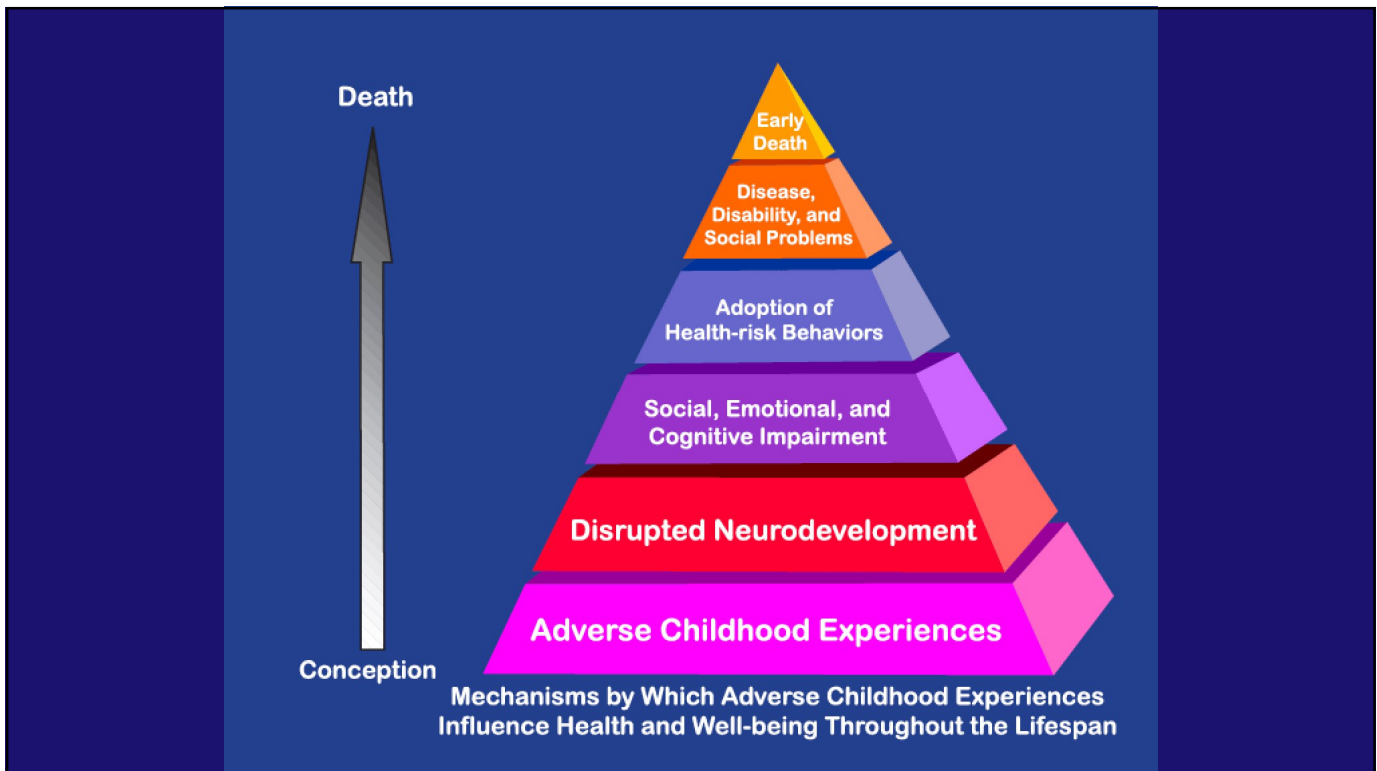 Death
Early
Death
Disease,
Disability, and
Social Problems
Adoption of
Health-risk Behaviors
Social, Emotional, and
Cognitive Impairment
Disrupted Neurodevelopment
Adverse Childhood Experiences
Conception
Mechanisms by Which Adverse Childhood Experiences
Influence Health and Well-being Throughout the Lifespan